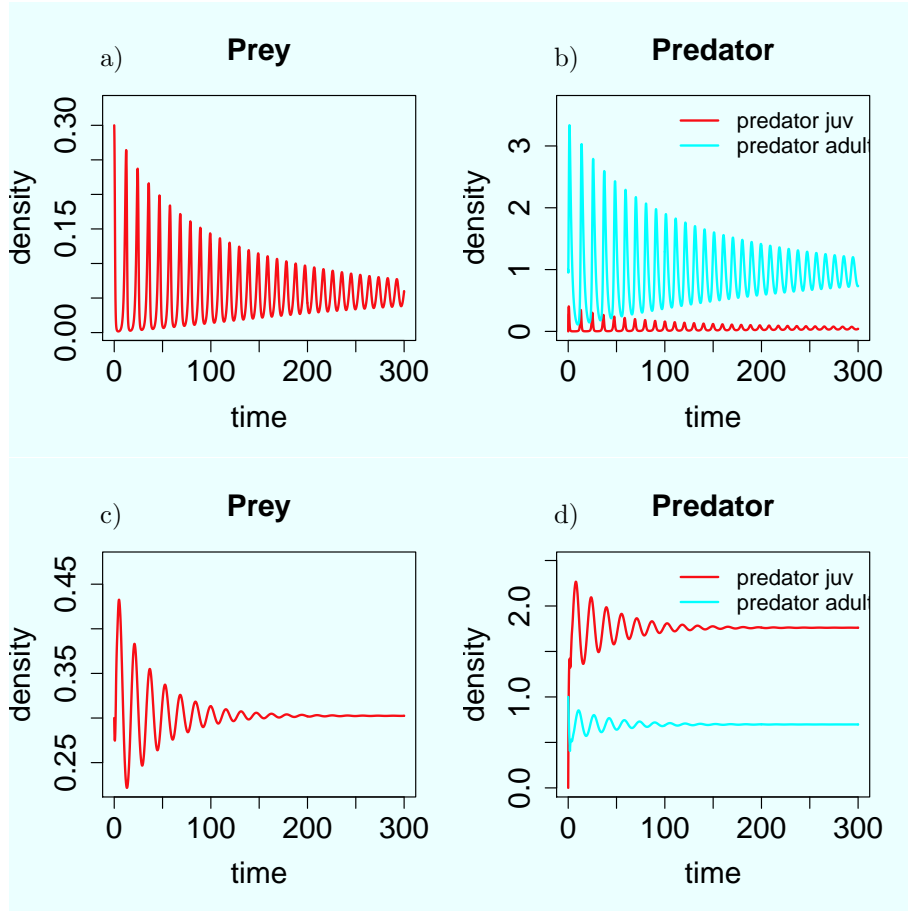 a) Prey
density
0.00 0.15 0.30
0 100 200 300
time
b) Predator
predator juv
predator adult
density
0 1 2 3
0 100 200 300
time
c) Prey
density
0.25 0.35 0.45
0 100 200 300
time
d) Predator
predator juv
predator adult
density
0.0 1.0 2.0
0 100 200 300
time